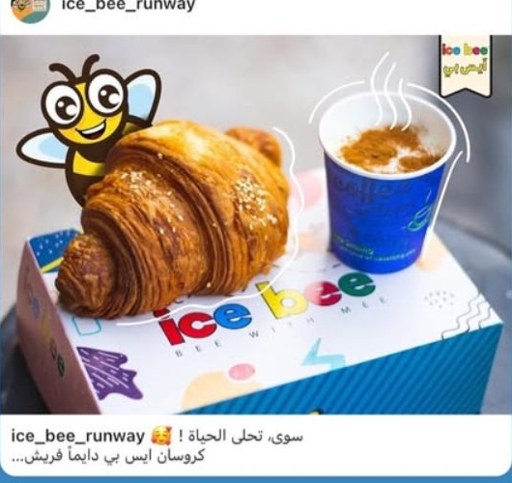 ice_bee_runway
ice bee
آيس بي
ice bee
BEE WITH MEE
ice_bee_runway 🥰 ! سوى، تحلى الحياة
كروسان ايس بي دايماً فريش...